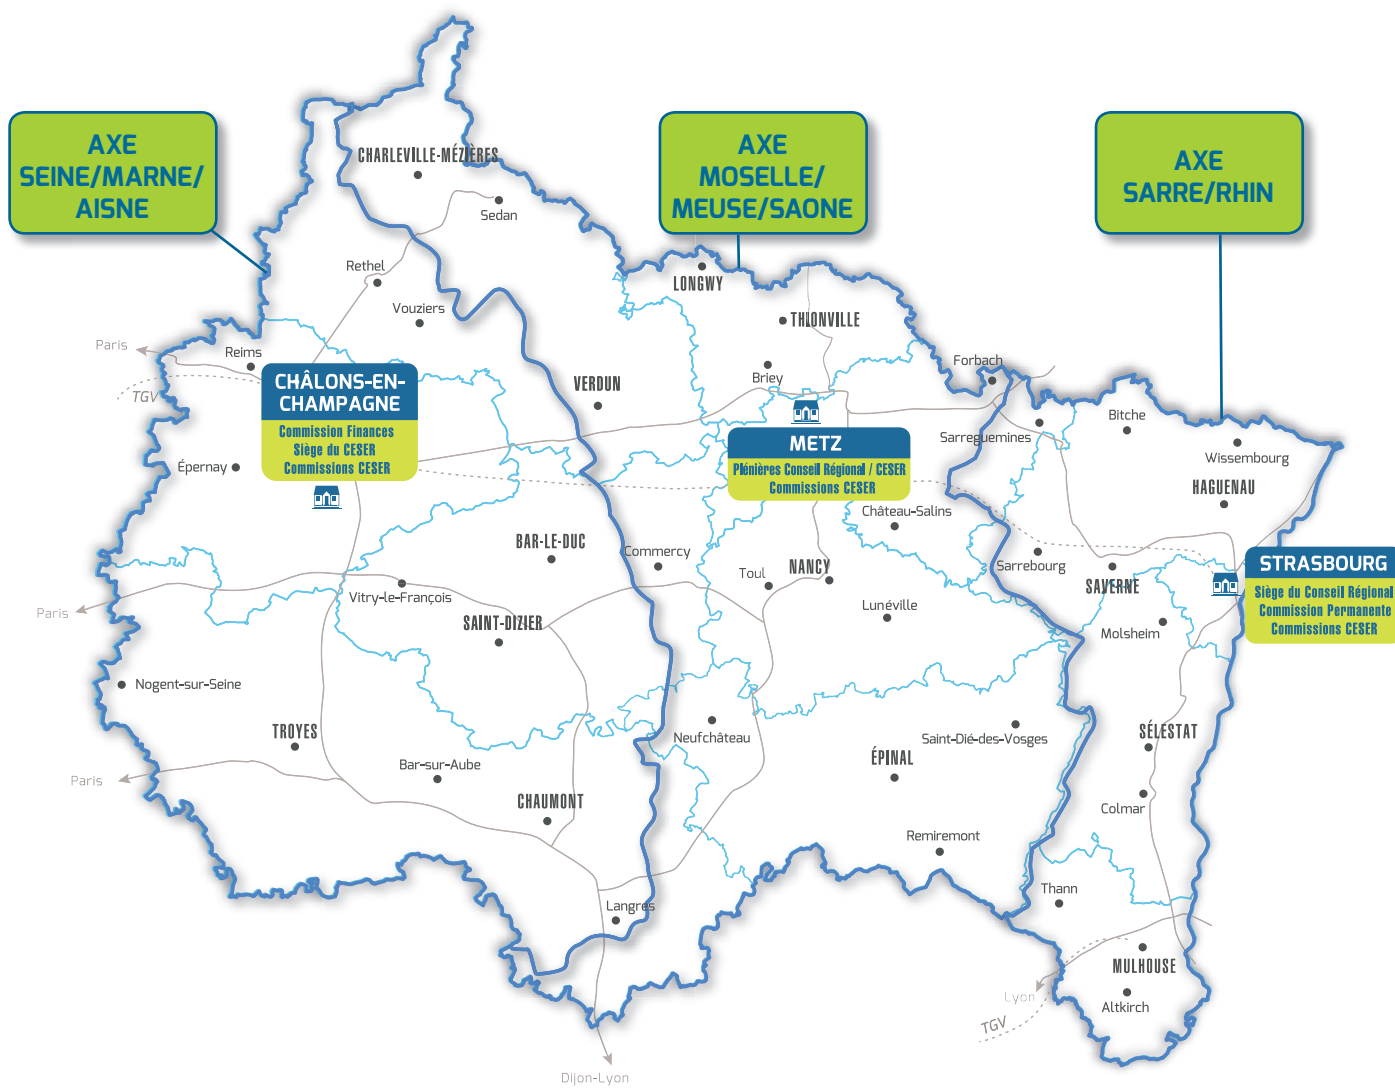 AXE
SEINE/MARNE/
AISNE
AXE
MOSELLE/
MEUSE/SAONE
AXE
SARRE/RHIN
CHARLEVILLE-MÉZIÈRES
Sedan
Rethel
Vouziers
LONGWY
THIONVILLE
Briey
Forbach
Paris
Reims
TGV
CHÂLONS-EN-
CHAMPAGNE
Commission Finances
Siège du CESER
Commissions CESER
VERDUN
METZ
Plénières Conseil Régional / CESER
Commissions CESER
Sarreguemines
Bitche
Wissembourg
HAGUENAU
Épernay
Château-Salins
BAR-LE-DUC
Commercy
Toul
NANCY
Sarrebourg
SAVERNE
STRASBOURG
Siège du Conseil Régional
Commission Permanente
Commissions CESER
Paris
Vitry-le-François
SAINT-DIZIER
Lunéville
Molsheim
Nogent-sur-Seine
TROYES
Neufchâteau
Saint-Dié-des-Vosges
SÉLESTAT
Paris
Bar-sur-Aube
ÉPINAL
CHAUMONT
Colmar
Remiremont
Langres
Thann
MULHOUSE
Altkirch
Lyon
TGV
Dijon-Lyon